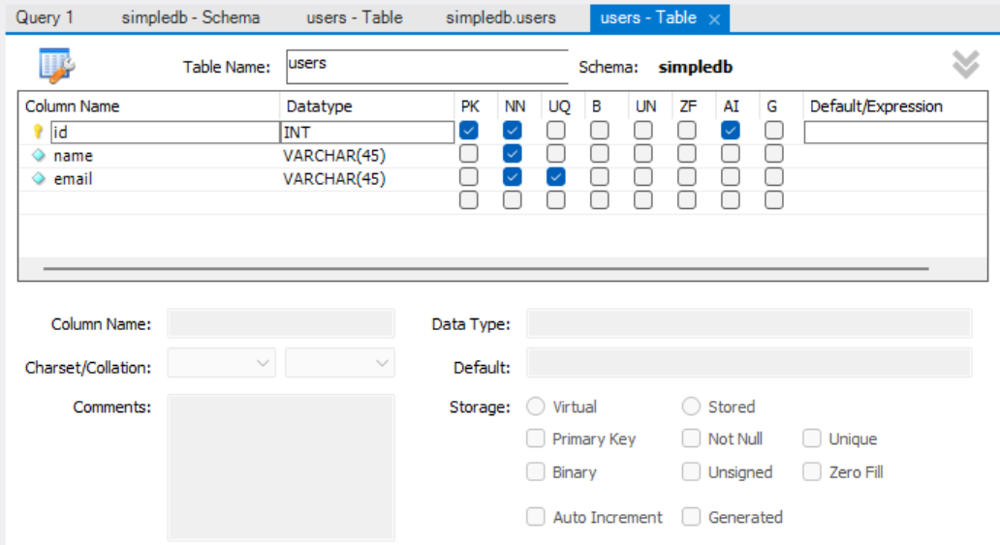 Query 1 simpledb - Schema users - Table simpledb.users users - Table ×
Table Name: users Schema: simpledb
Column Name Datatype PK NN UQ B UN ZF AI G Default/Expression
id INT
name VARCHAR(45)
email VARCHAR(45)
Column Name: Data Type:
Charset/Collation: Default:
Comments: Storage: Virtual Stored
Primary Key Not Null Unique
Binary Unsigned Zero Fill
Auto Increment Generated